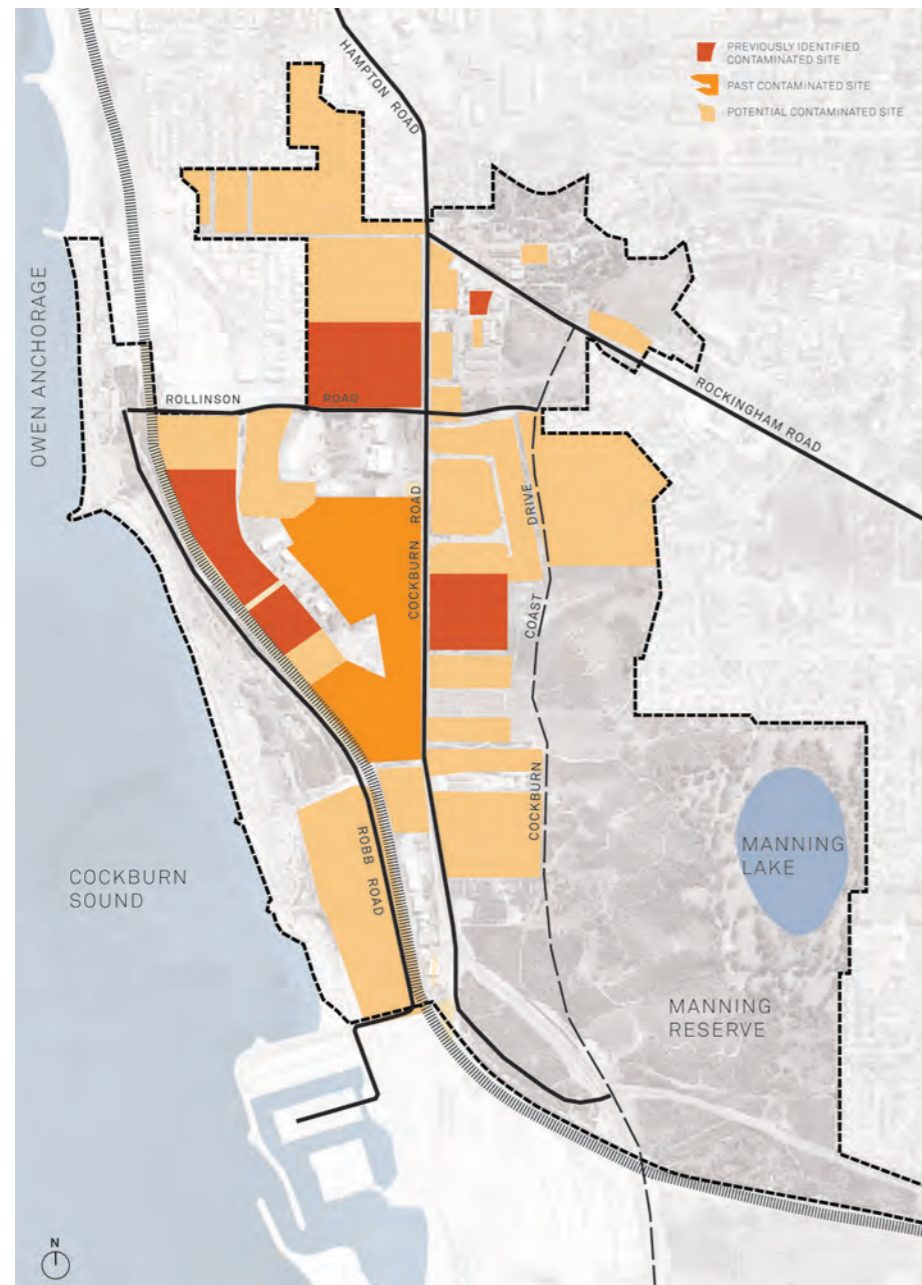 HAMPTON ROAD
PREVIOUSLY IDENTIFIED
CONTAMINATED SITE
PAST CONTAMINATED SITE
POTENTIAL CONTAMINATED SITE
OWEN ANCHORAGE
ROLLINSON ROAD
ROCKINGHAM ROAD
COCKBURN ROAD
COCKBURN COAST DRIVE
ROBB ROAD
COCKBURN
SOUND
MANNING
LAKE
MANNING
RESERVE
N